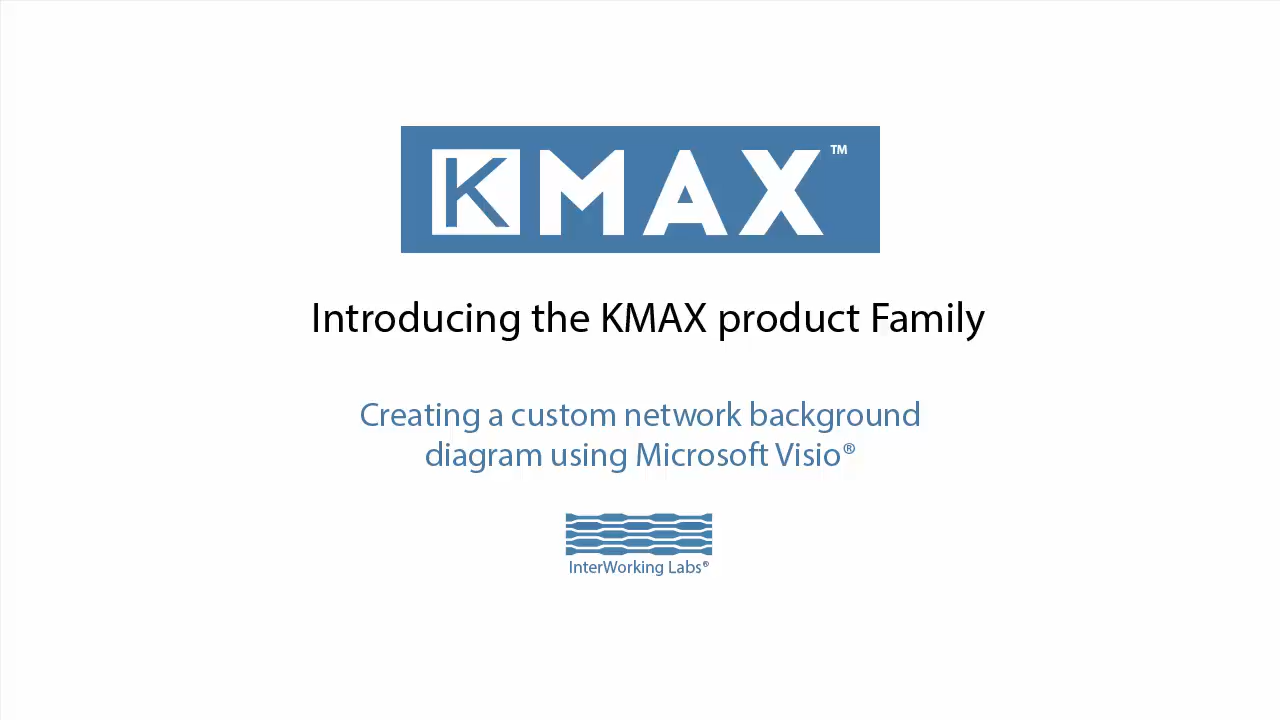 KMAX™
Introducing the KMAX product Family
Creating a custom network background
diagram using Microsoft Visio®
InterWorking Labs®